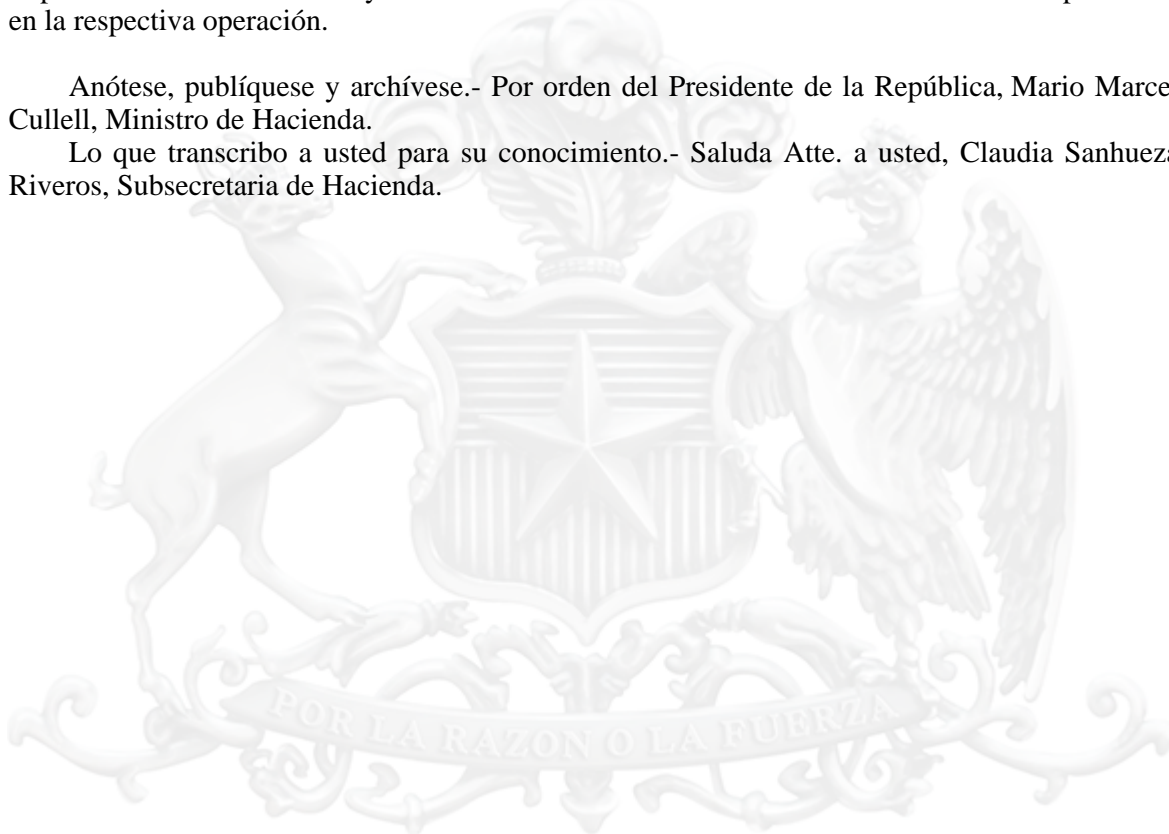 en la respectiva operación.
Anótese, publíquese y archívese.- Por orden del Presidente de la República, Mario Marcel
Cullell, Ministro de Hacienda.
Lo que transcribo a usted para su conocimiento.- Saluda Atte. a usted, Claudia Sanhueza
Riveros, Subsecretaria de Hacienda.
POR LA RAZON O LA FUERZA